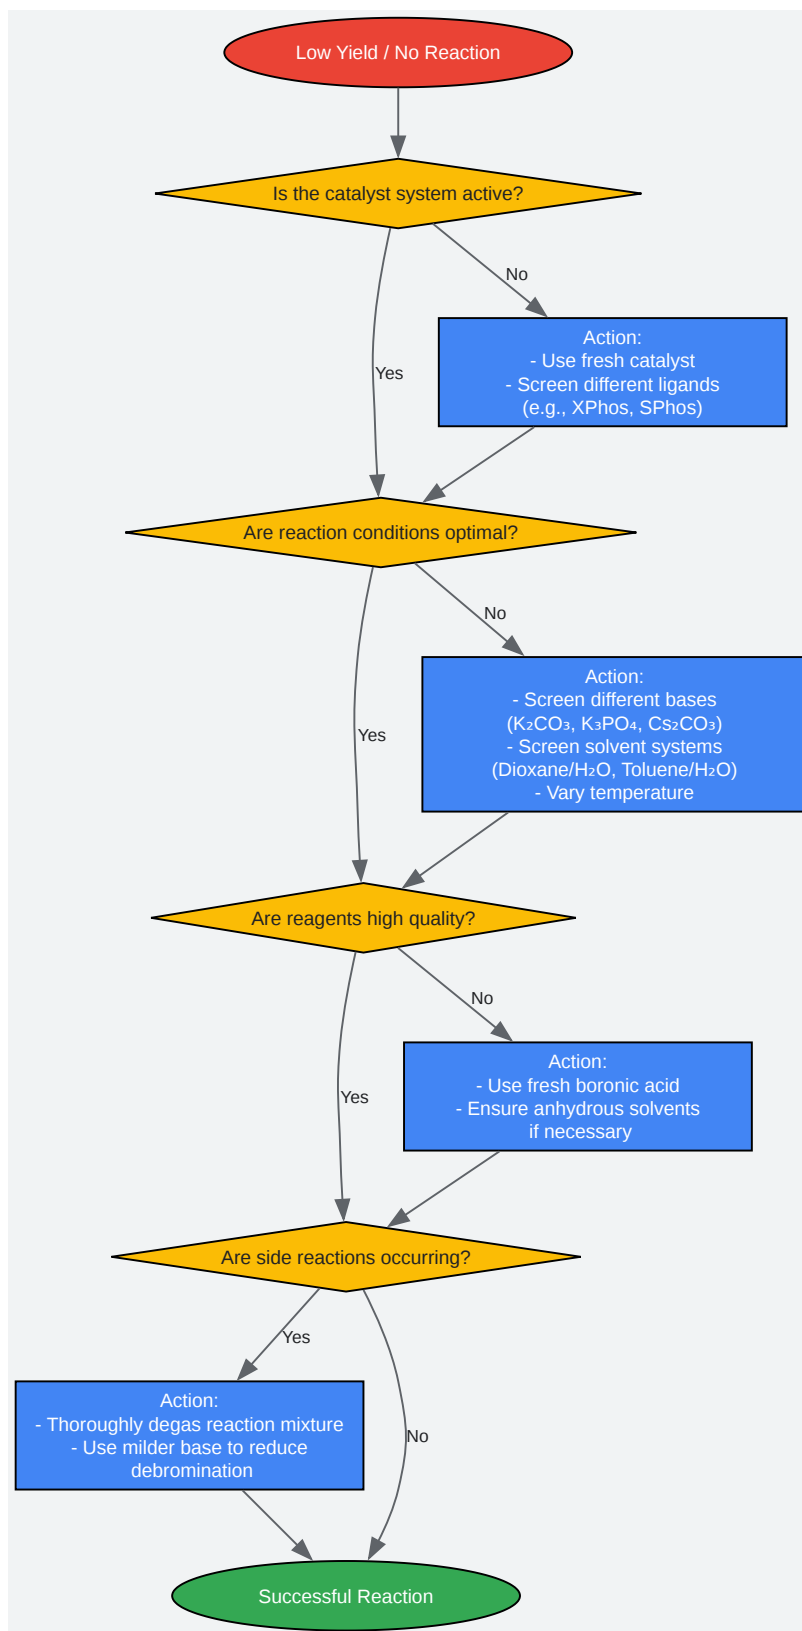 Low Yield / No Reaction
Is the catalyst system active?
No
Action:
- Use fresh catalyst
- Screen different ligands
(e.g., XPhos, SPhos)
Yes
Are reaction conditions optimal?
No
Action:
- Screen different bases
(K₂CO₃, K₃PO₄, Cs₂CO₃)
- Screen solvent systems
(Dioxane/H₂O, Toluene/H₂O)
- Vary temperature
Yes
Are reagents high quality?
No
Action:
- Use fresh boronic acid
- Ensure anhydrous solvents
if necessary
Yes
Are side reactions occurring?
Yes
Action:
- Thoroughly degas reaction mixture
- Use milder base to reduce
debromination
No
Successful Reaction